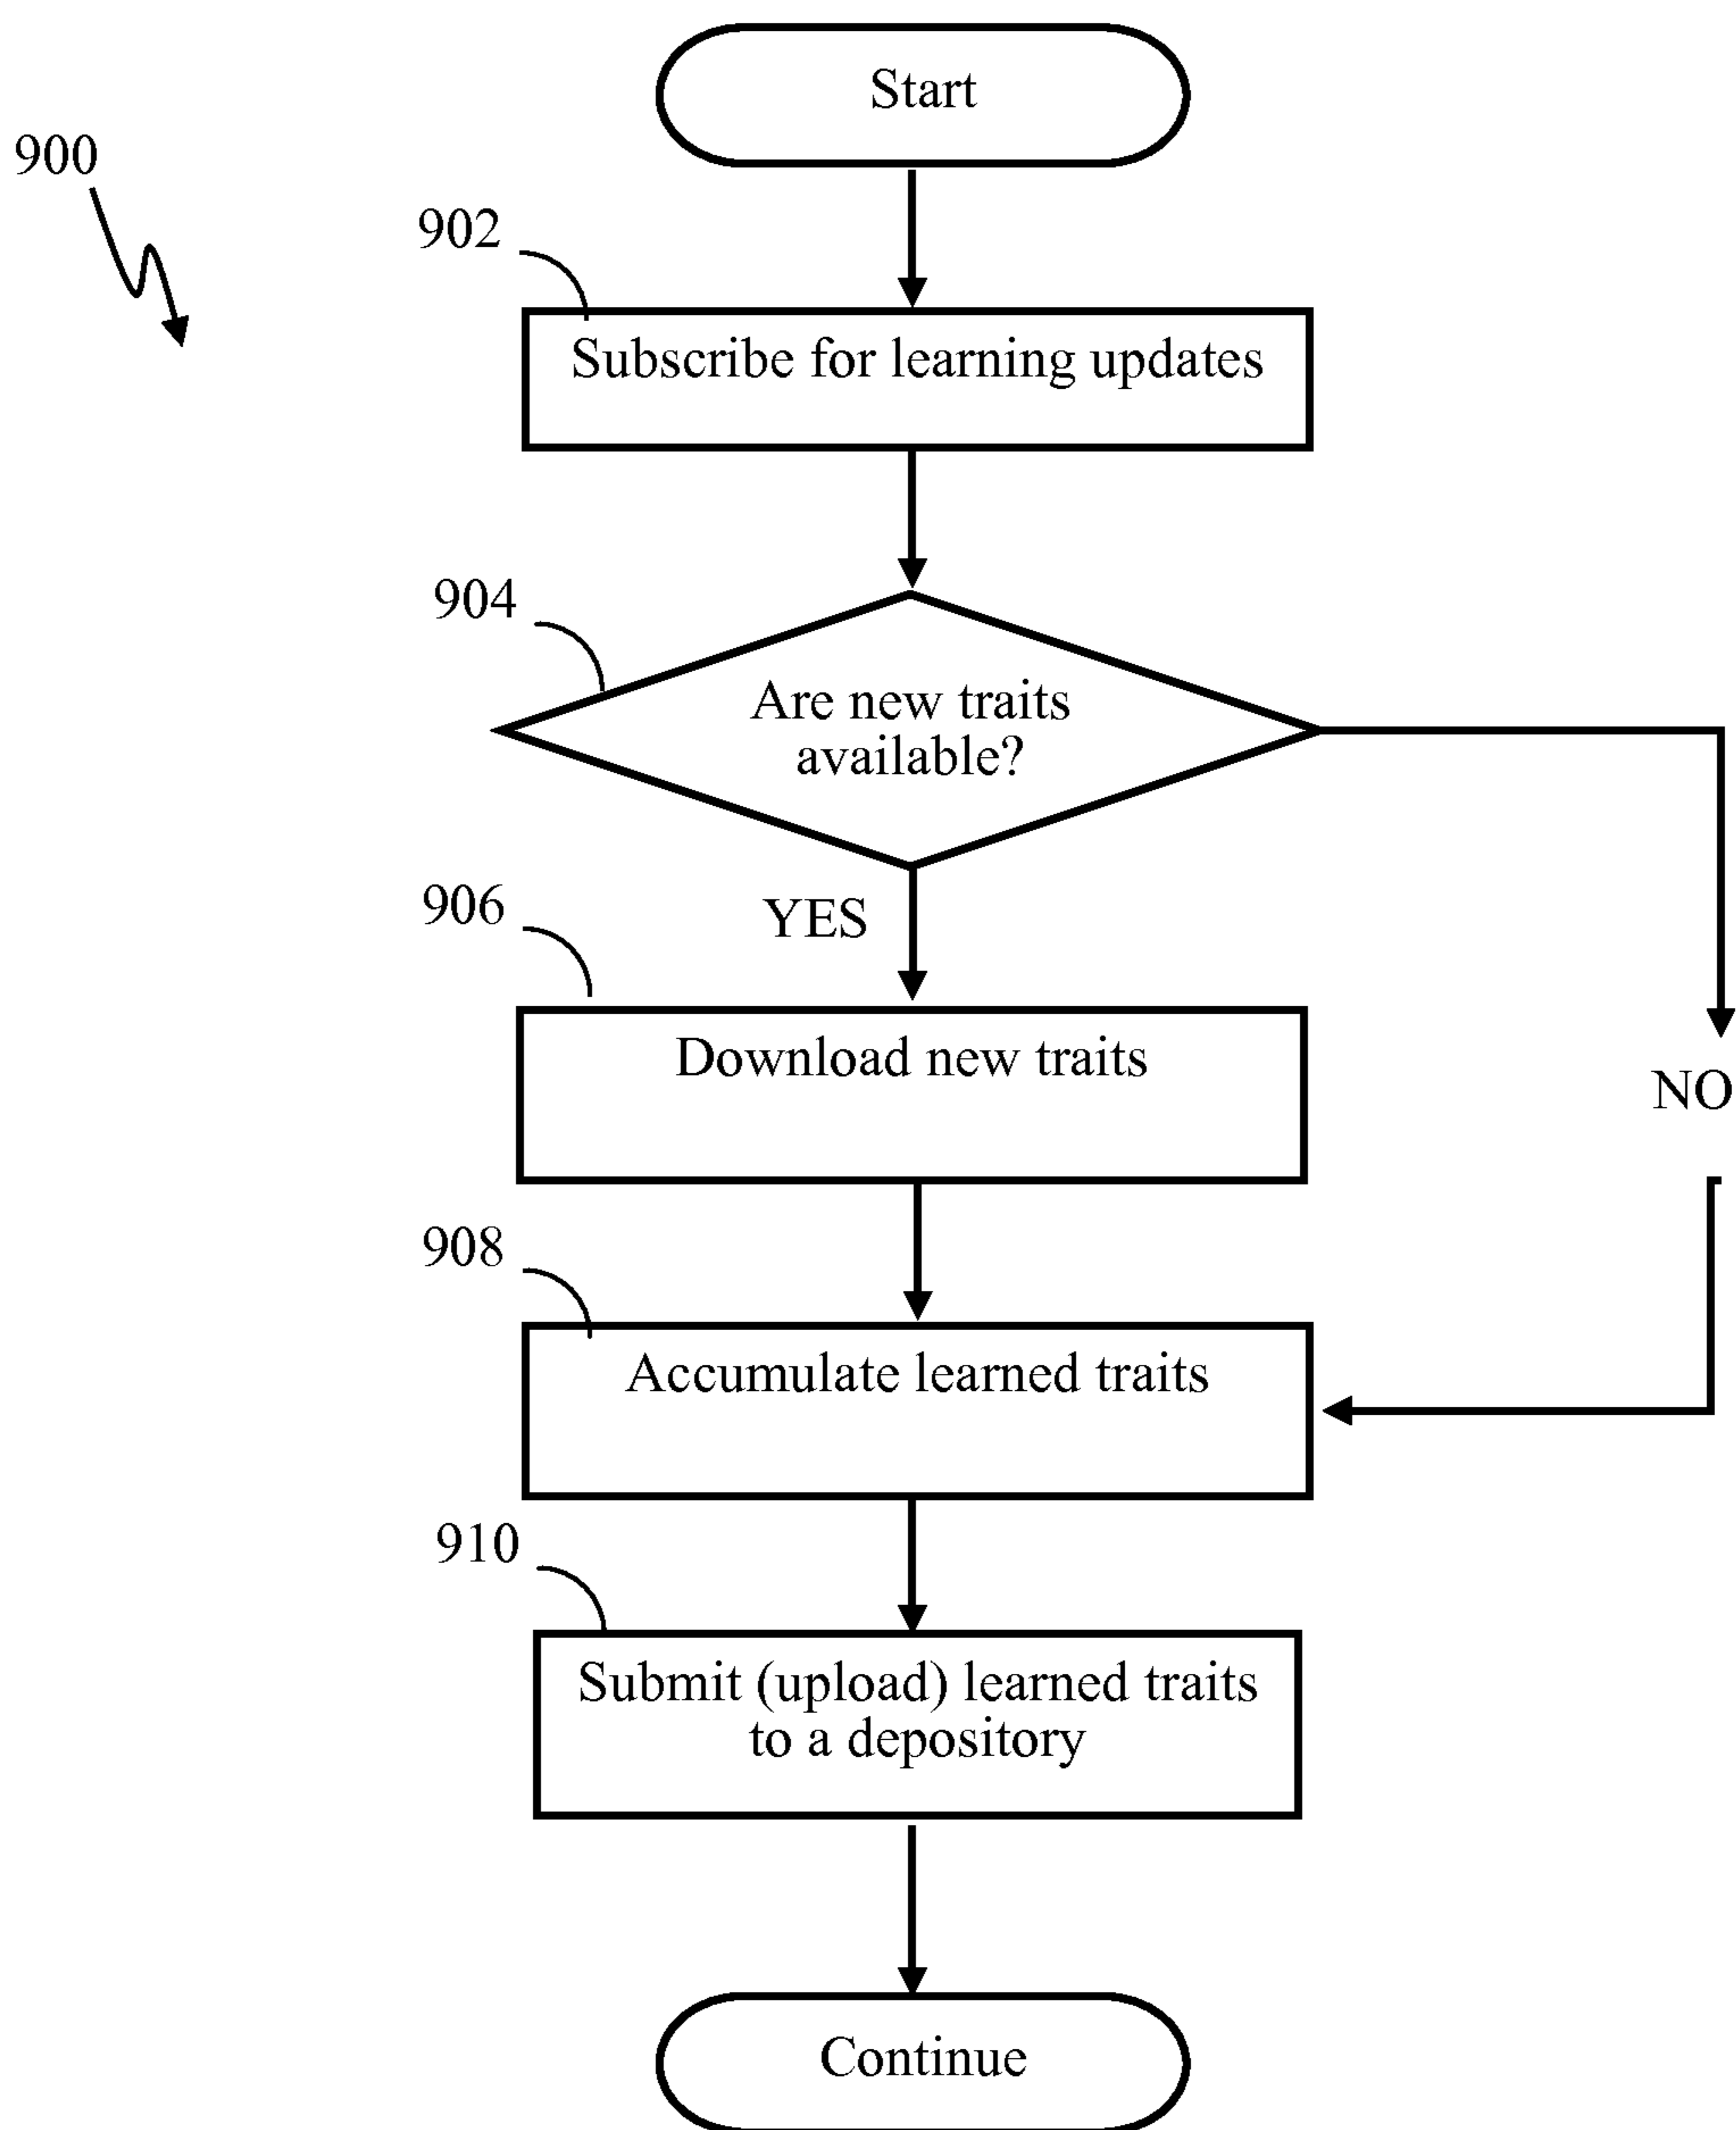 Start
900
902
Subscribe for learning updates
904
Are new traits
available?
906
YES
Download new traits
NO
908
Accumulate learned traits
910
Submit (upload) learned traits
to a depository
Continue